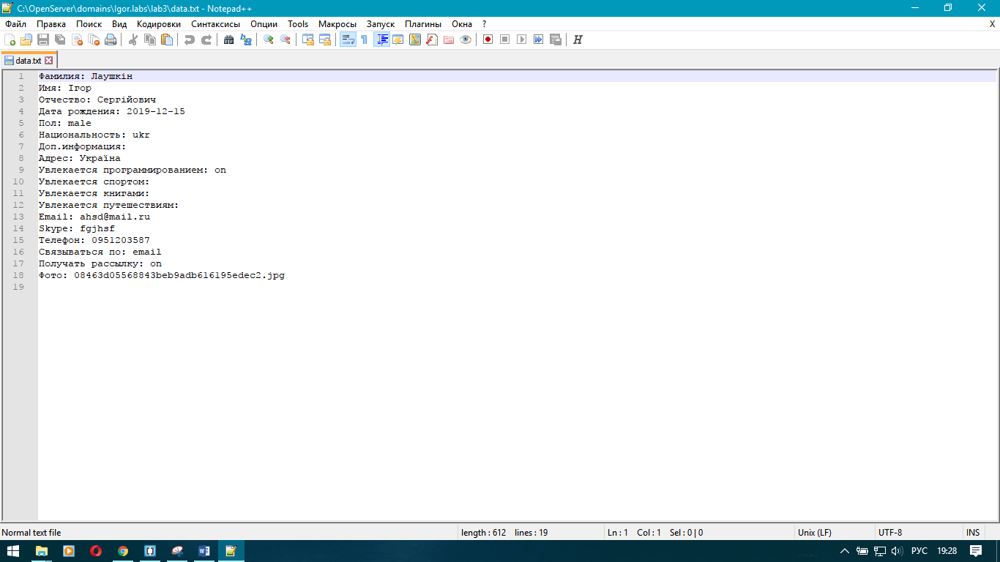 C:\OpenServer\domains\Igor.labs\lab3\data.txt - Notepad++
Файл Правка Поиск Вид Кодировки Синтаксисы Опции Tools Макросы Запуск Плагины Окна ? X
data.txt
1 Фамилия: Лаушкін
2 Имя: Ігор
3 Отчество: Сергійович
4 Дата рождения: 2019-12-15
5 Пол: male
6 Национальность: ukr
7 Доп.информация:
8 Адрес: Україна
9 Увлекается программированием: on
10 Увлекается спортом:
11 Увлекается книгами:
12 Увлекается путешествиям:
13 Email: ahsd@mail.ru
14 Skype: fgjhsf
15 Телефон: 0951203587
16 Связываться по: email
17 Получать рассылку: on
18 Фото: 08463d05568843beb9adb616195edec2.jpg
19
Normal text file length : 612 lines : 19 Ln : 1 Col : 1 Sel : 0 | 0 Unix (LF) UTF-8 INS
РУС 19:28